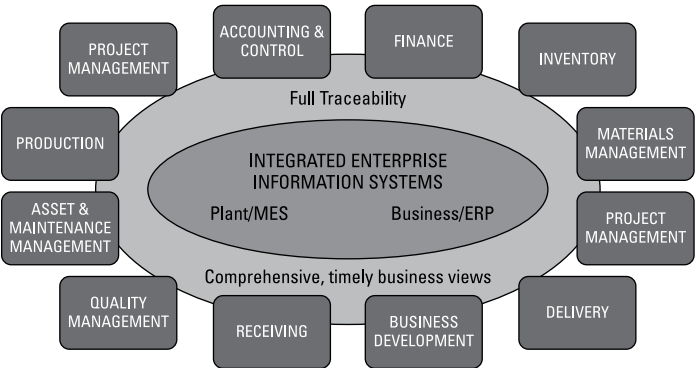 PROJECT
MANAGEMENT
ACCOUNTING &
CONTROL
FINANCE
INVENTORY
Full Traceability
PRODUCTION
MATERIALS
MANAGEMENT
INTEGRATED ENTERPRISE
INFORMATION SYSTEMS
Plant/MES
Business/ERP
ASSET &
MAINTENANCE
MANAGEMENT
PROJECT
MANAGEMENT
Comprehensive, timely business views
QUALITY
MANAGEMENT
RECEIVING
BUSINESS
DEVELOPMENT
DELIVERY